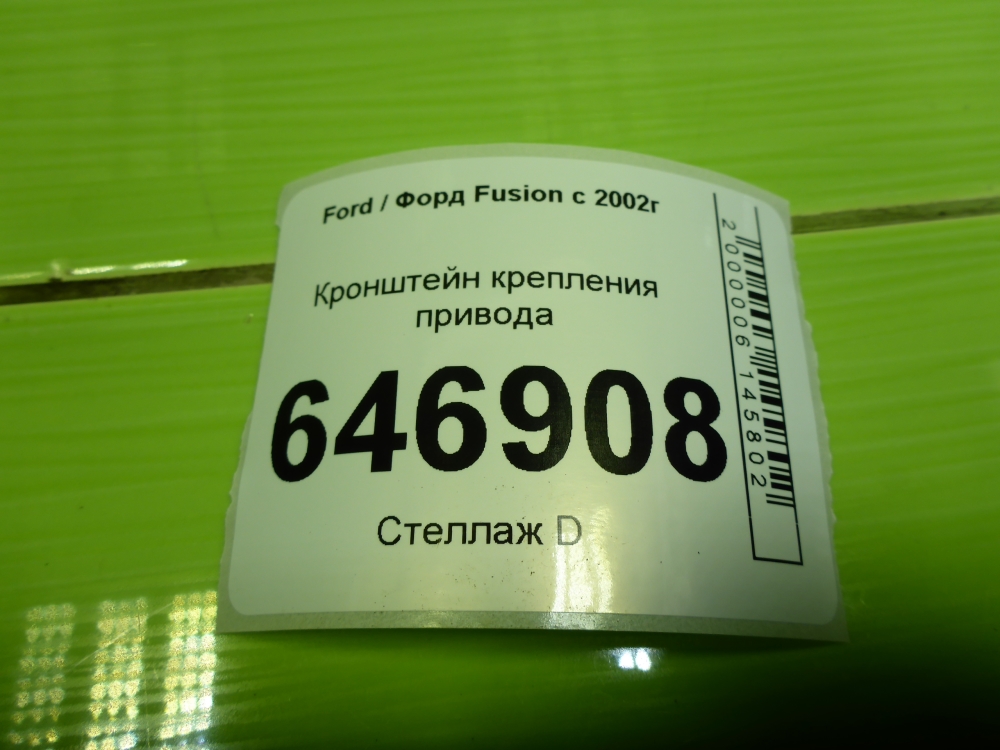 Ford / Форд Fusion с 2002г
Кронштейн крепления
привода
646908
Стеллаж D
2000006145802